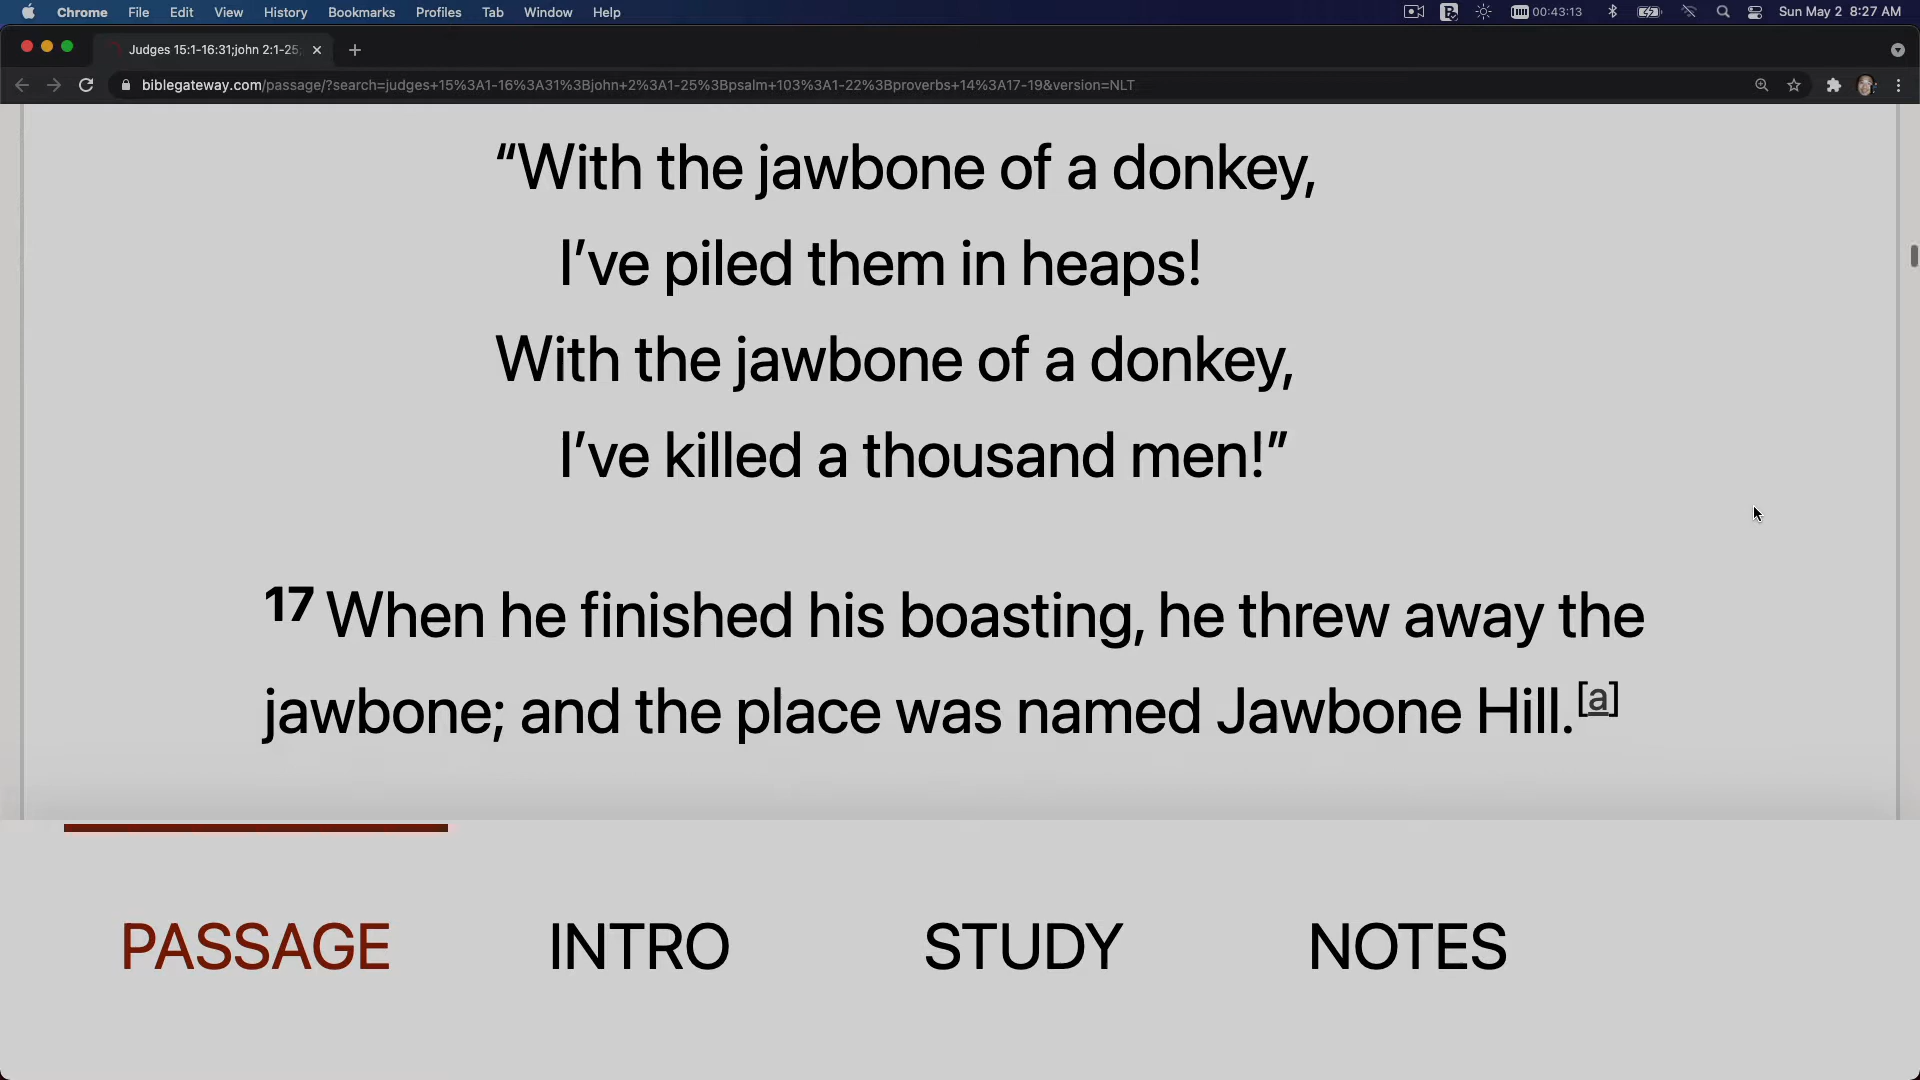 Chrome File Edit View History Bookmarks Profiles Tab Window Help 00:43:13 Sun May 2 8:27 AM
Judges 15:1-16:31;john 2:1-25;
biblegateway.com/passage/?search=judges+15%3A1-16%3A31%3Bjohn+2%3A1-25%3Bpsalm+103%3A1-22%3Bproverbs+14%3A17-19&version=NLT
“With the jawbone of a donkey,
I’ve piled them in heaps!
With the jawbone of a donkey,
I’ve killed a thousand men!”
17 When he finished his boasting, he threw away the
jawbone; and the place was named Jawbone Hill.[a]
PASSAGE INTRO STUDY NOTES